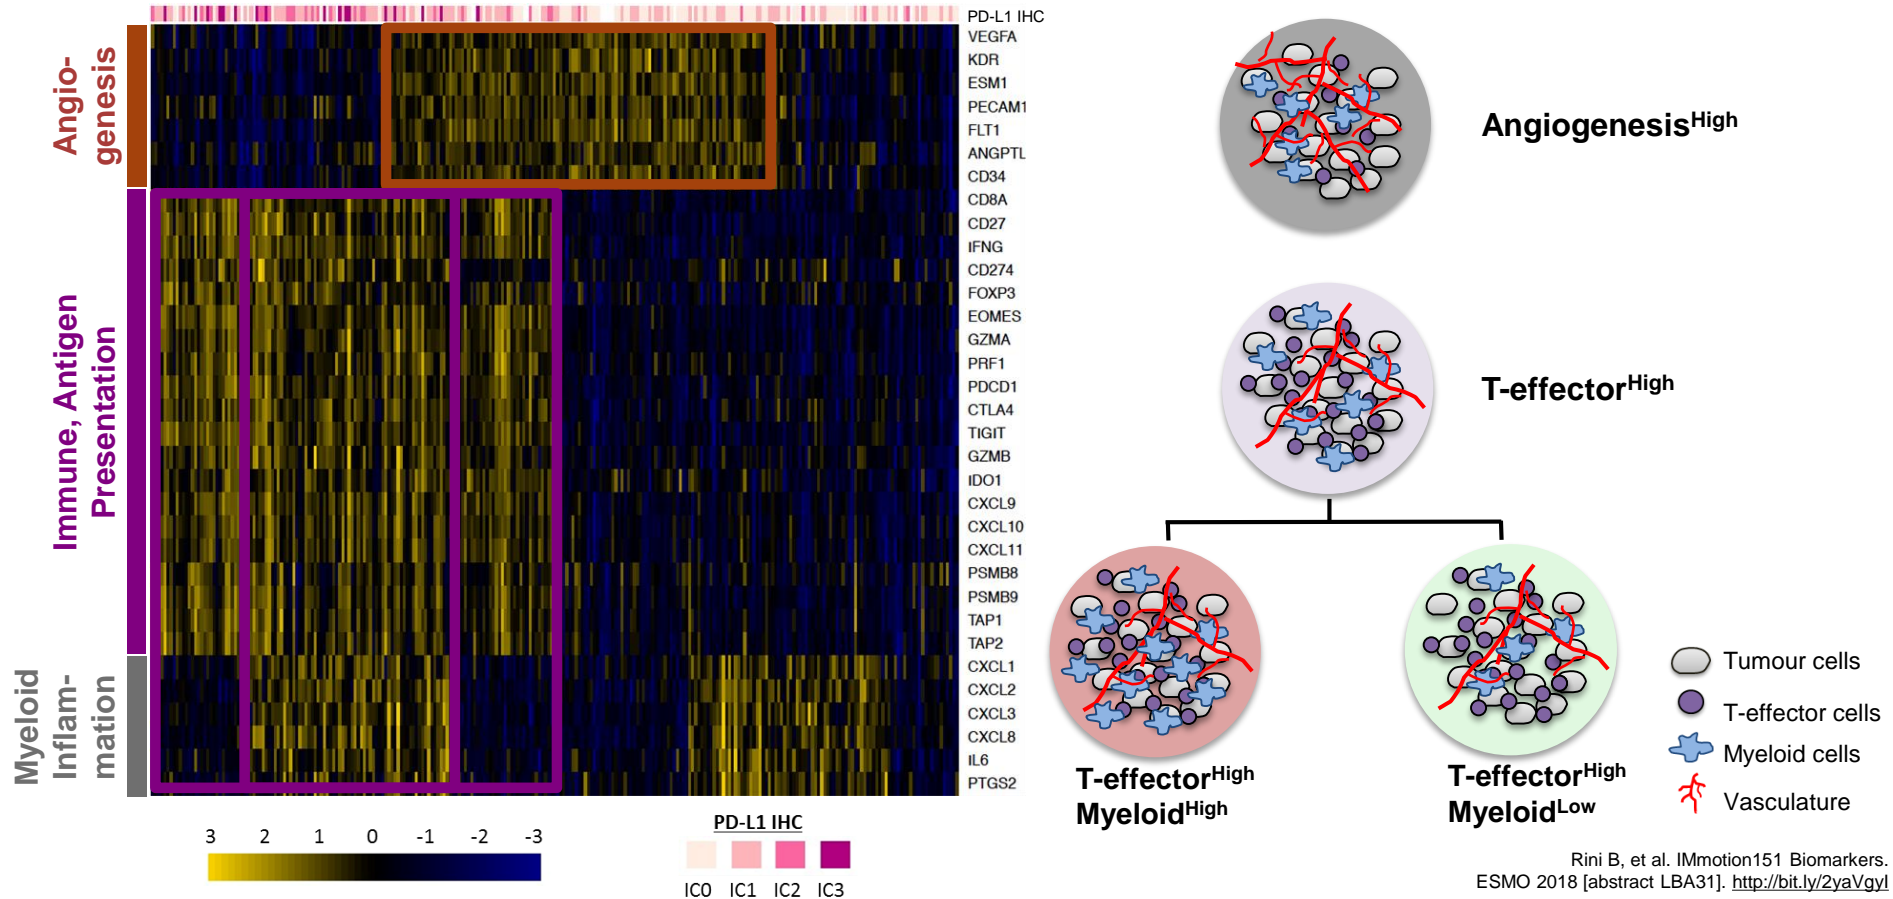 PD-L1 IHC
Angio-
genesis
VEGFA
KDR
ESM1
PECAM1
FLT1
ANGPTL
CD34
Immune, Antigen
Presentation
CD8A
CD27
IFNG
CD274
FOXP3
EOMES
GZMA
PRF1
PDCD1
CTLA4
TIGIT
GZMB
IDO1
CXCL9
CXCL10
CXCL11
PSMB8
PSMB9
TAP1
TAP2
Myeloid
Inflam-
mation
CXCL1
CXCL2
CXCL3
CXCL8
IL6
PTGS2
3 2 1 0 -1 -2 -3
PD-L1 IHC
IC0 IC1 IC2 IC3
AngiogenesisHigh
T-effectorHigh
T-effectorHigh
MyeloidHigh
T-effectorHigh
MyeloidLow
Tumour cells
T-effector cells
Myeloid cells
Vasculature
Rini B, et al. IMmotion151 Biomarkers.
ESMO 2018 [abstract LBA31]. http://bit.ly/2yaVgyI